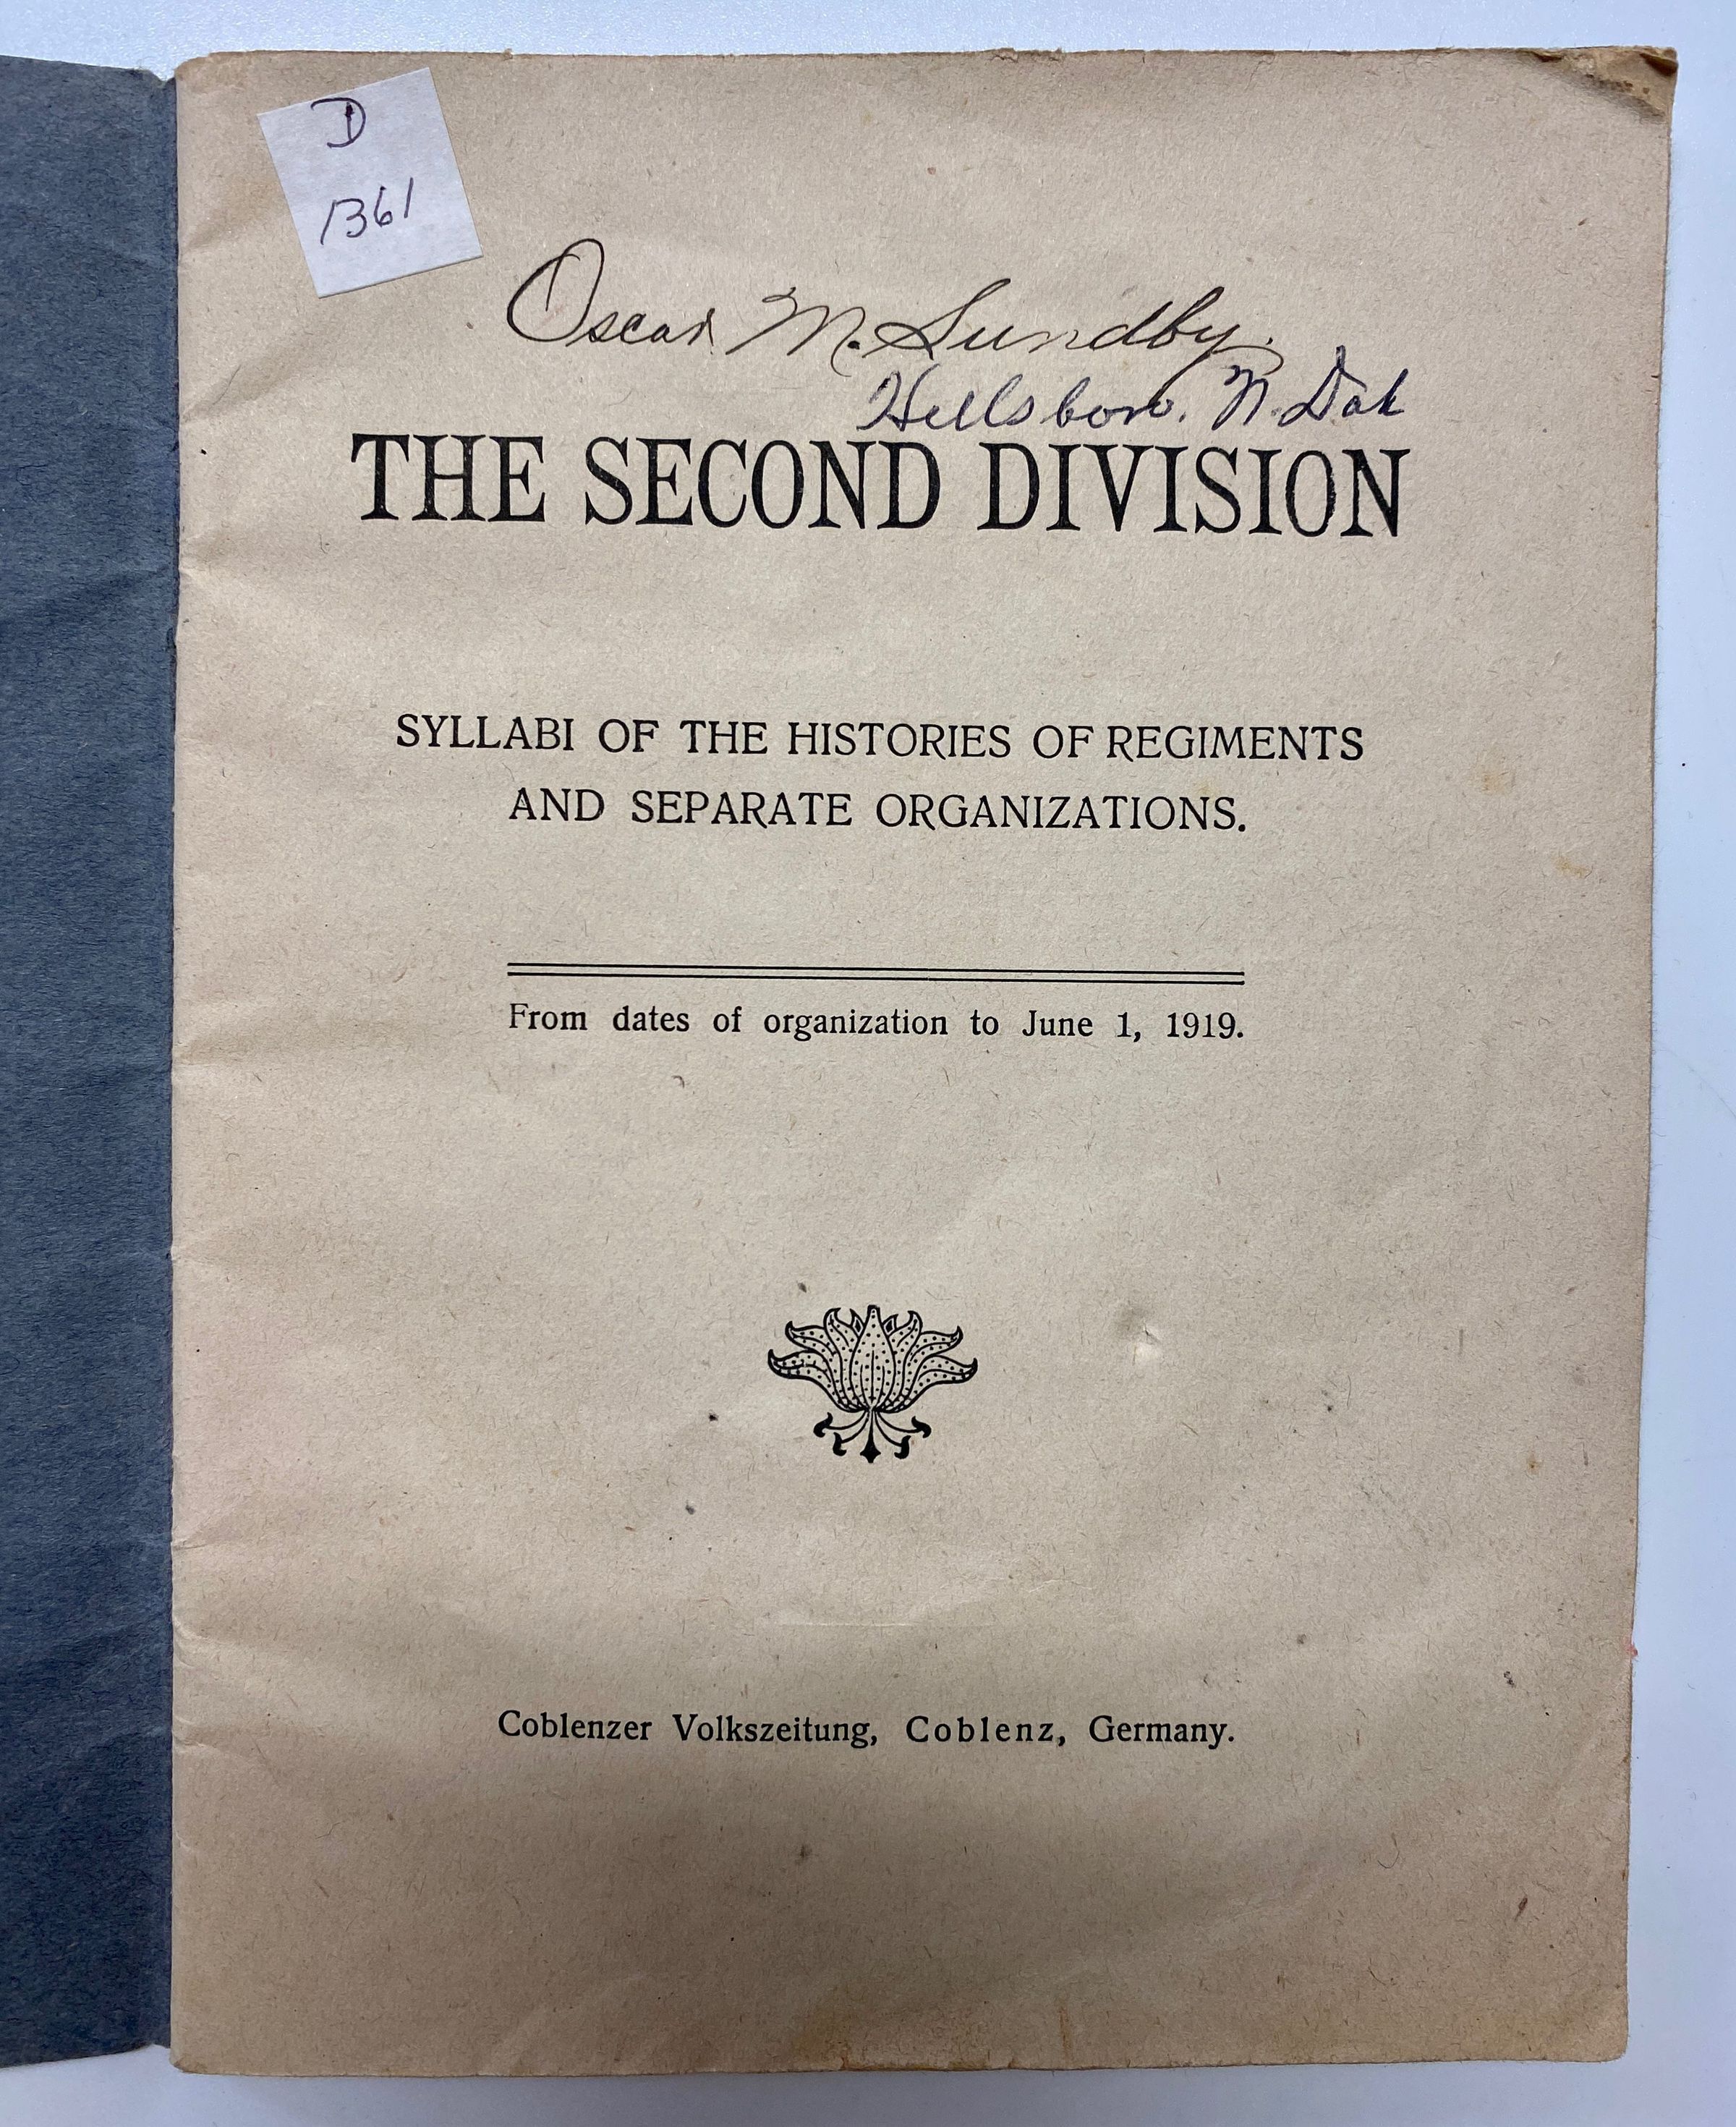 D
1361
Oscar M. Sundby.
Hillsboro. N. Dak
THE SECOND DIVISION
SYLLABI OF THE HISTORIES OF REGIMENTS
AND SEPARATE ORGANIZATIONS.
From dates of organization to June 1, 1919.
Coblenzer Volkszeitung, Coblenz, Germany.